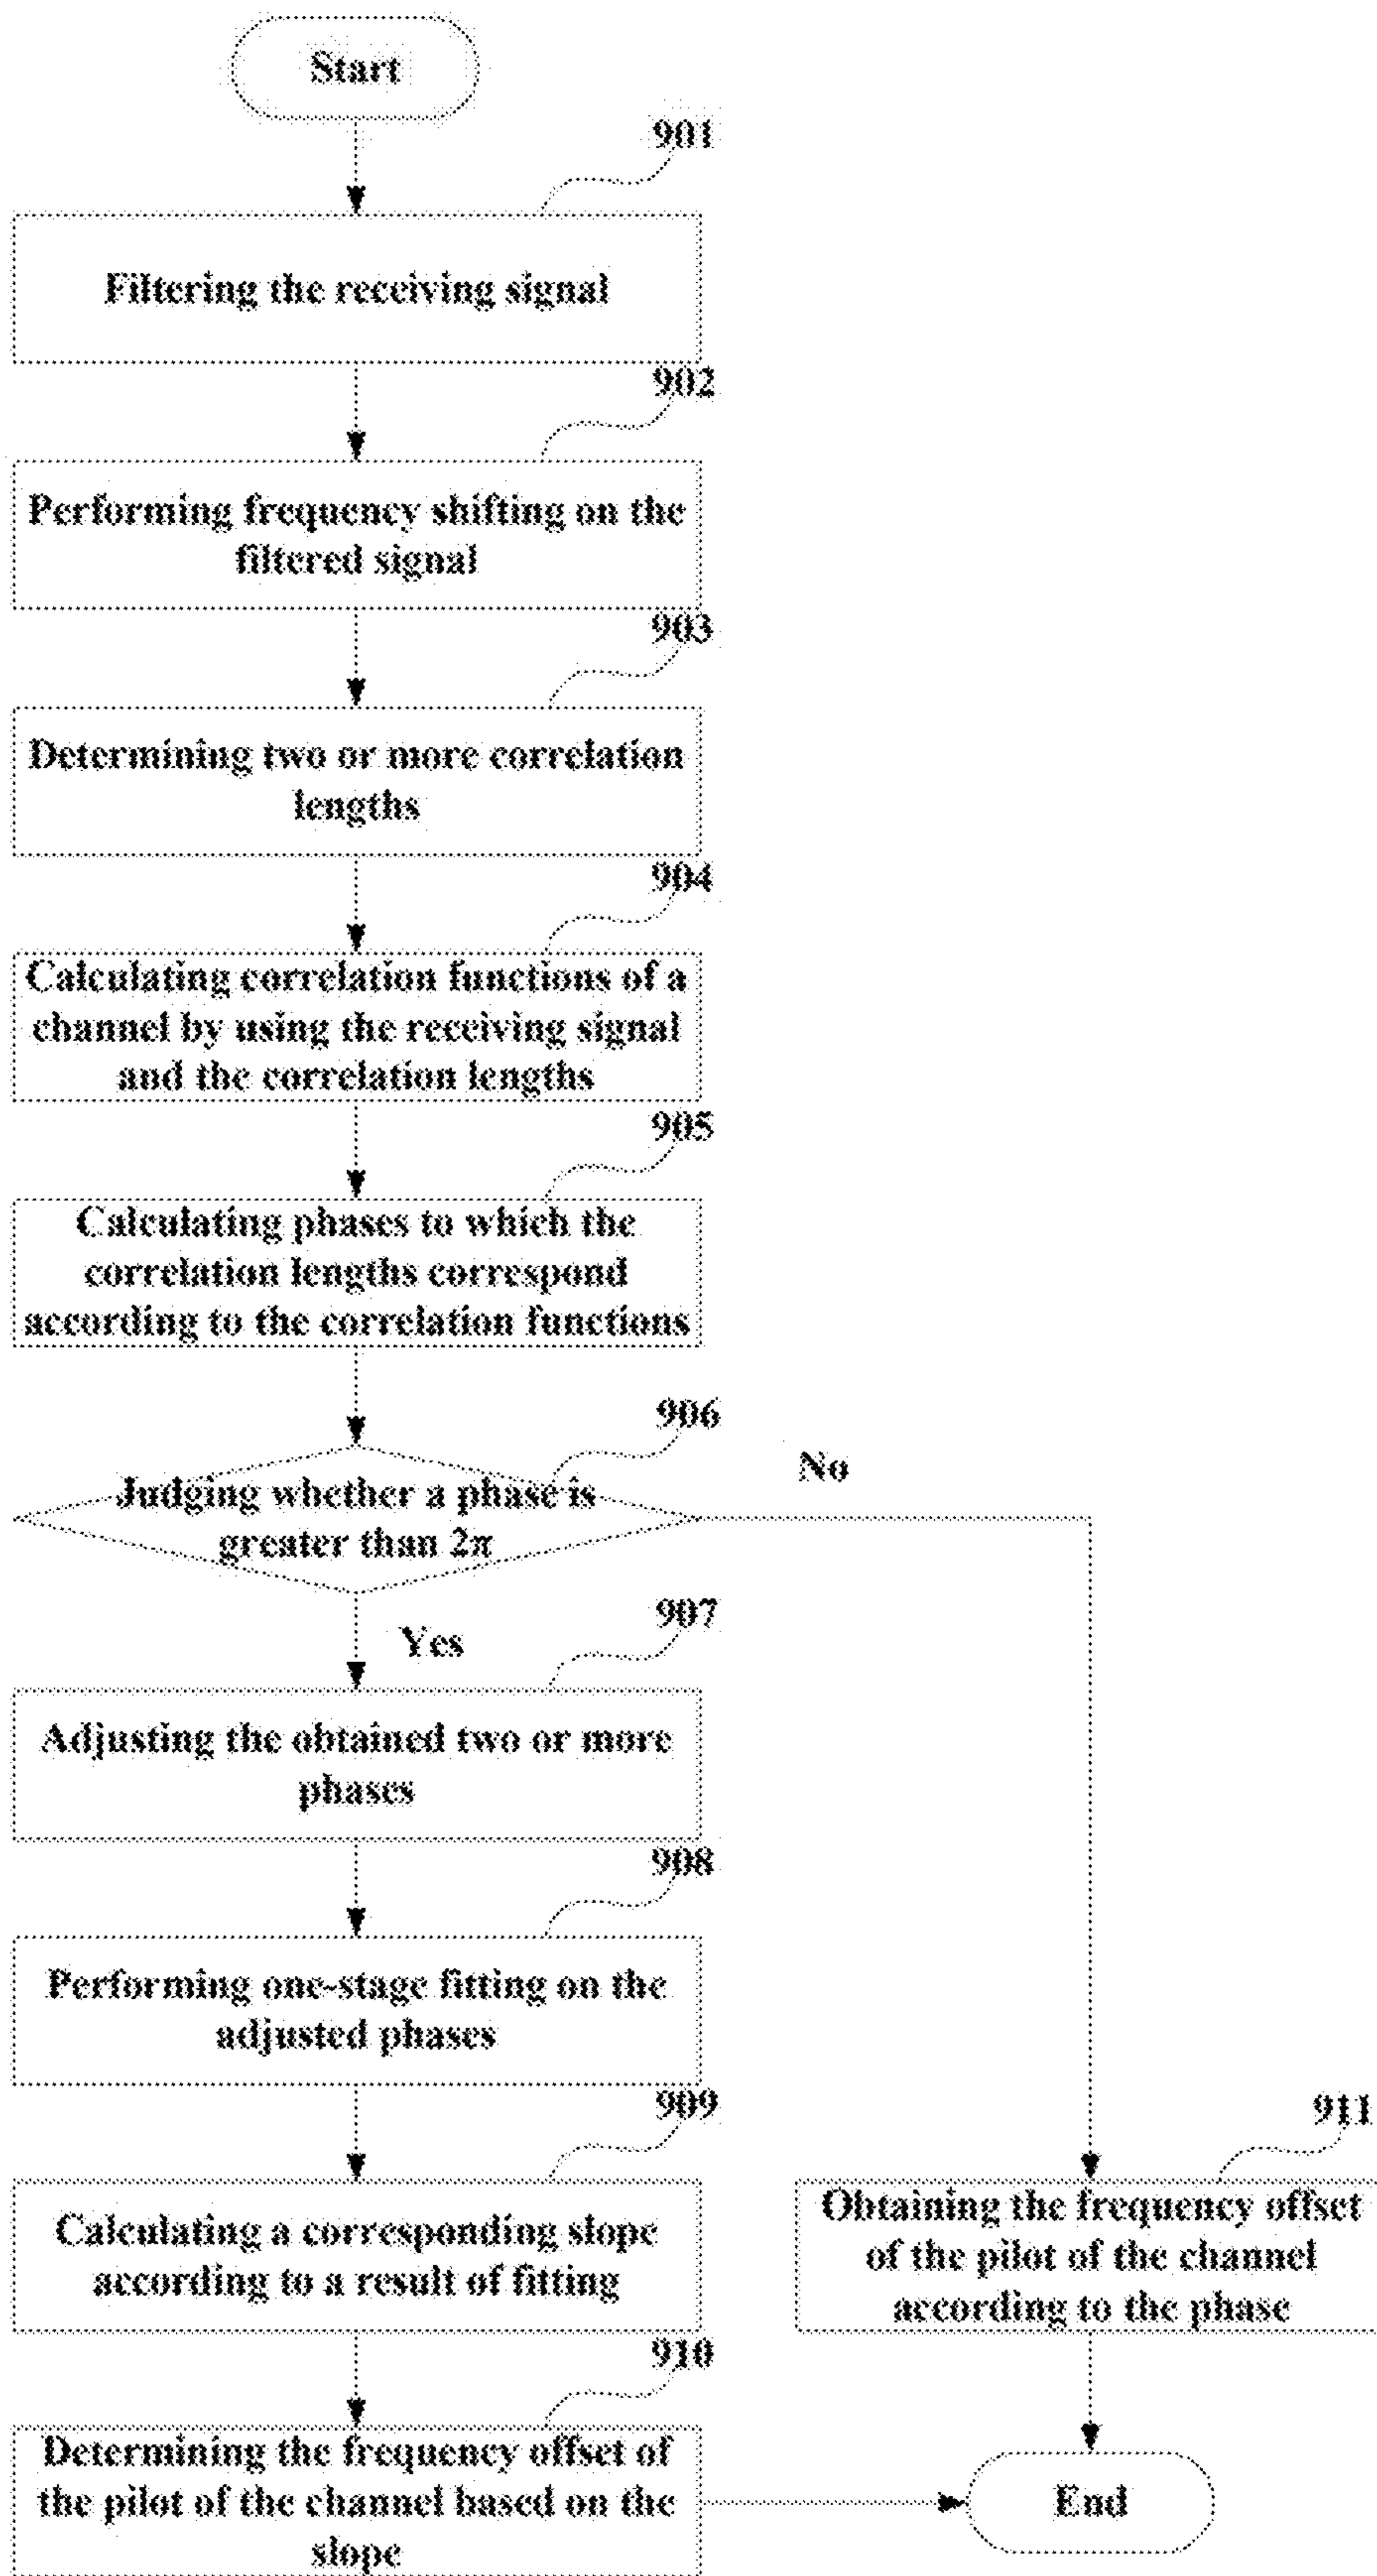 Start
901
Filtering the receiving signal
902
Performing frequency shifting on the
filtered signal
903
Determining two or more correlation
lengths
904
Calculating correlation functions of a
channel by using the receiving signal
and the correlation lengths
905
Calculating phases to which the
correlation lengths correspond
according to the correlation functions
906
No
Judging whether a phase is
greater than 2π
907
Yes
Adjusting the obtained two or more
phases
908
Performing one-stage fitting on the
adjusted phases
909
Calculating a corresponding slope
according to a result of fitting
911
Obtaining the frequency offset
of the pilot of the channel
according to the phase
910
Determining the frequency offset of
the pilot of the channel based on the
slope
End